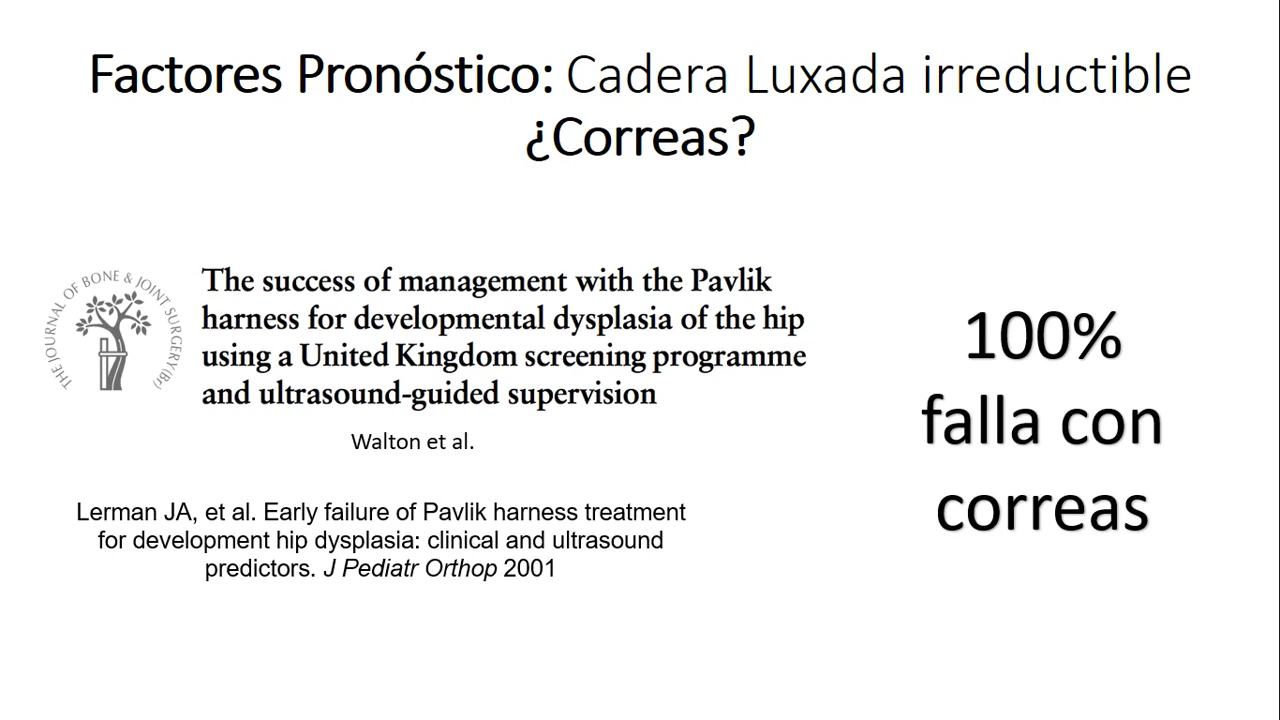 Factores Pronóstico: Cadera Luxada irreductible
¿Correas?
THE JOURNAL OF BONE & JOINT SURGERY(Br)
The success of management with the Pavlik
harness for developmental dysplasia of the hip
using a United Kingdom screening programme
and ultrasound-guided supervision
Walton et al.
Lerman JA, et al. Early failure of Pavlik harness treatment
for development hip dysplasia: clinical and ultrasound
predictors. J Pediatr Orthop 2001
100%
falla con
correas